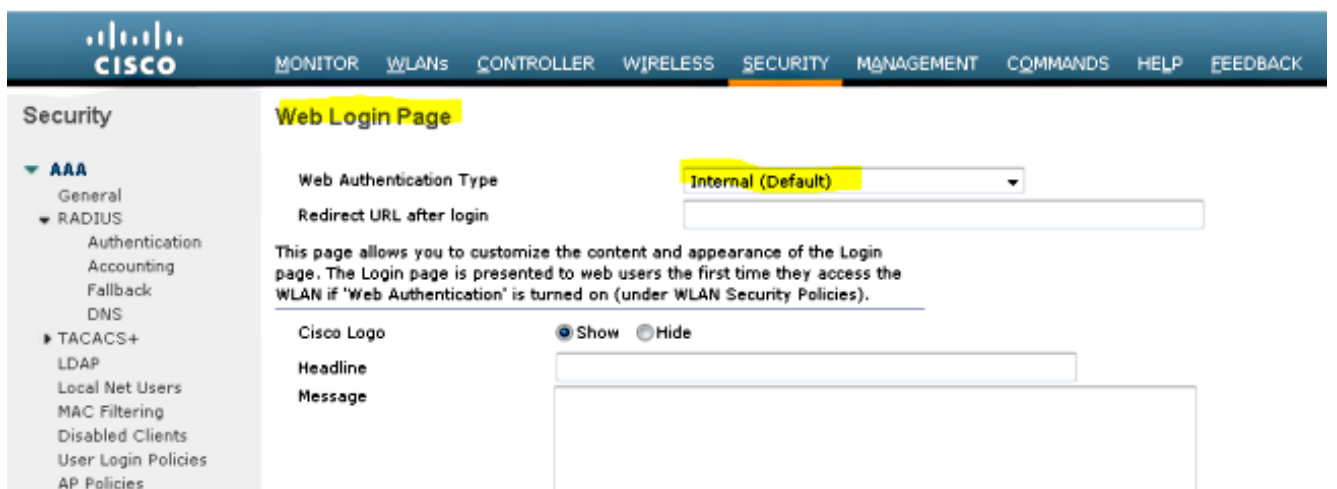 CISCO
MONITOR WLANs CONTROLLER WIRELESS SECURITY MANAGEMENT COMMANDS HELP FEEDBACK
Security
AAA
General
RADIUS
Authentication
Accounting
Fallback
DNS
TACACS+
LDAP
Local Net Users
MAC Filtering
Disabled Clients
User Login Policies
AP Policies
Web Login Page
Web Authentication Type Internal (Default)
Redirect URL after login
This page allows you to customize the content and appearance of the Login
page. The Login page is presented to web users the first time they access the
WLAN if 'Web Authentication' is turned on (under WLAN Security Policies).
Cisco Logo Show Hide
Headline
Message